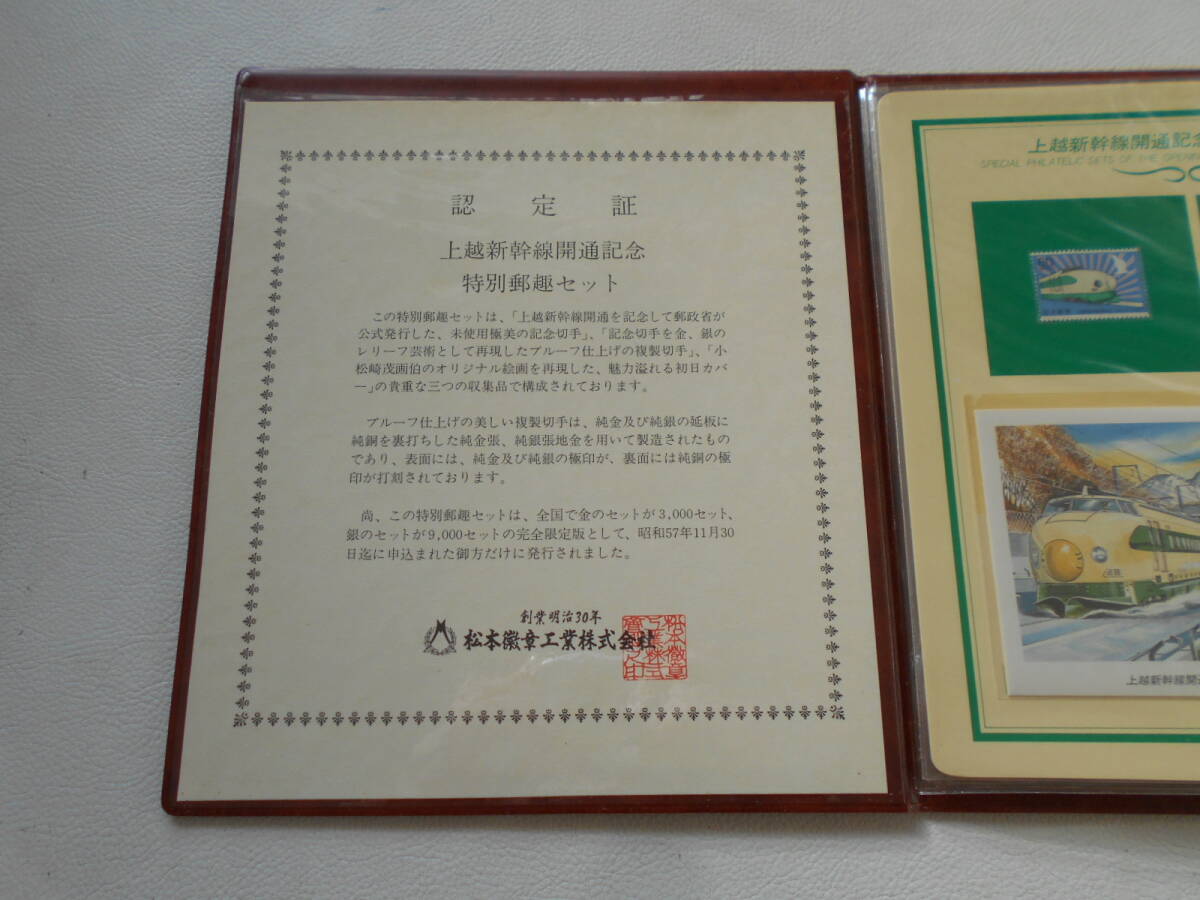 認定証
上越新幹線開通記念
特別郵趣セット
この特別郵趣セットは、「上越新幹線開通を記念して郵政省が
公式発行した、未使用極美の記念切手」、「記念切手を金、銀の
レリーフ芸術として再現したプルーフ仕上げの複製切手」、「小
松崎茂画伯のオリジナル絵画を再現した、魅力溢れる初日カバ
ー」の貴重な三つの収集品で構成されております。
プルーフ仕上げの美しい複製切手は、純金及び純銀の延板に
純銅を裏打ちした純金張、純銀張地金を用いて製造されたもの
であり、表面には、純金及び純銀の極印が、裏面には純銅の極
印が打刻されております。
尚、この特別郵趣セットは、全国で金のセットが3,000セット、
銀のセットが9,000セットの完全限定版として、昭和57年11月30
日迄に申込まれた御方だけに発行されました。
創業明治30年
松本徽章工業株式会社
上越新幹線開通記
SPECIAL PHILATELIC SETS OF THE OPENI
上越新幹線開